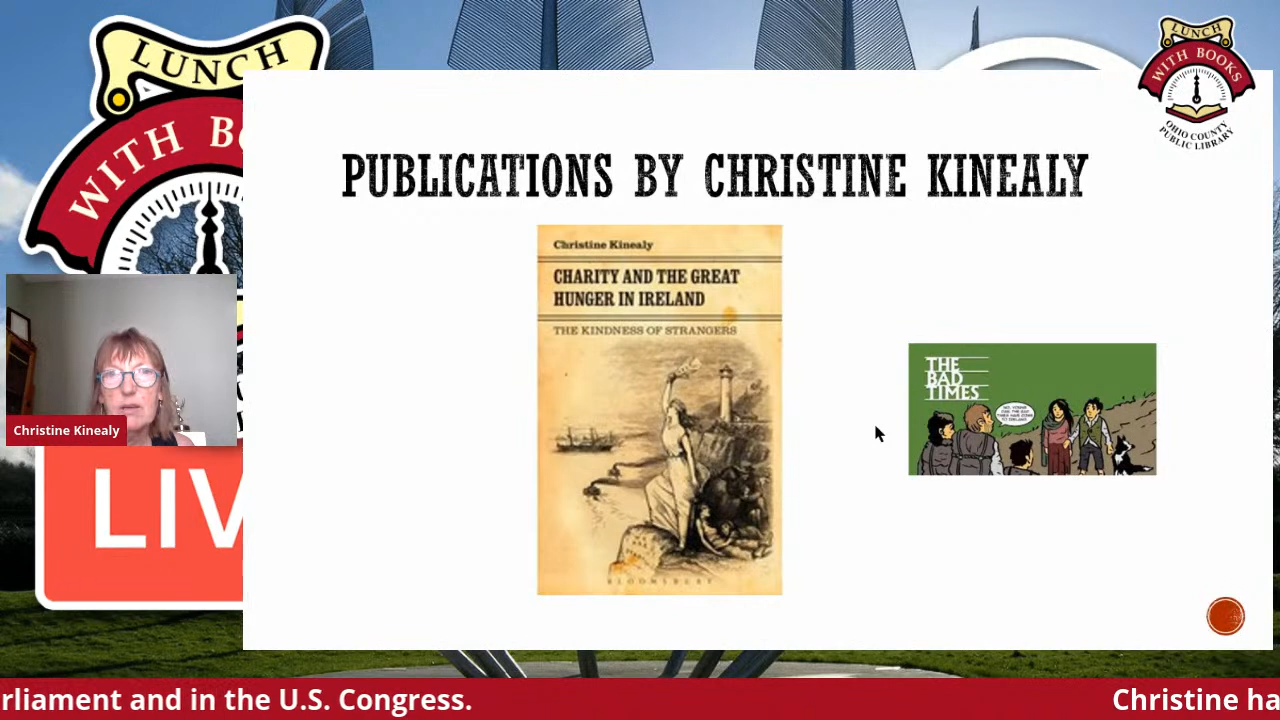 LUNCH
WITH BO
LIV
Christine Kinealy
LUNCH
WITH BOOKS
OHIO COUNTY
PUBLIC LIBRARY
PUBLICATIONS BY CHRISTINE KINEALY
Christine Kinealy
CHARITY AND THE GREAT
HUNGER IN IRELAND
THE KINDNESS OF STRANGERS
BLOOMSBURY
THE
BAD
TIMES
rliament and in the U.S. Congress.
Christine ha